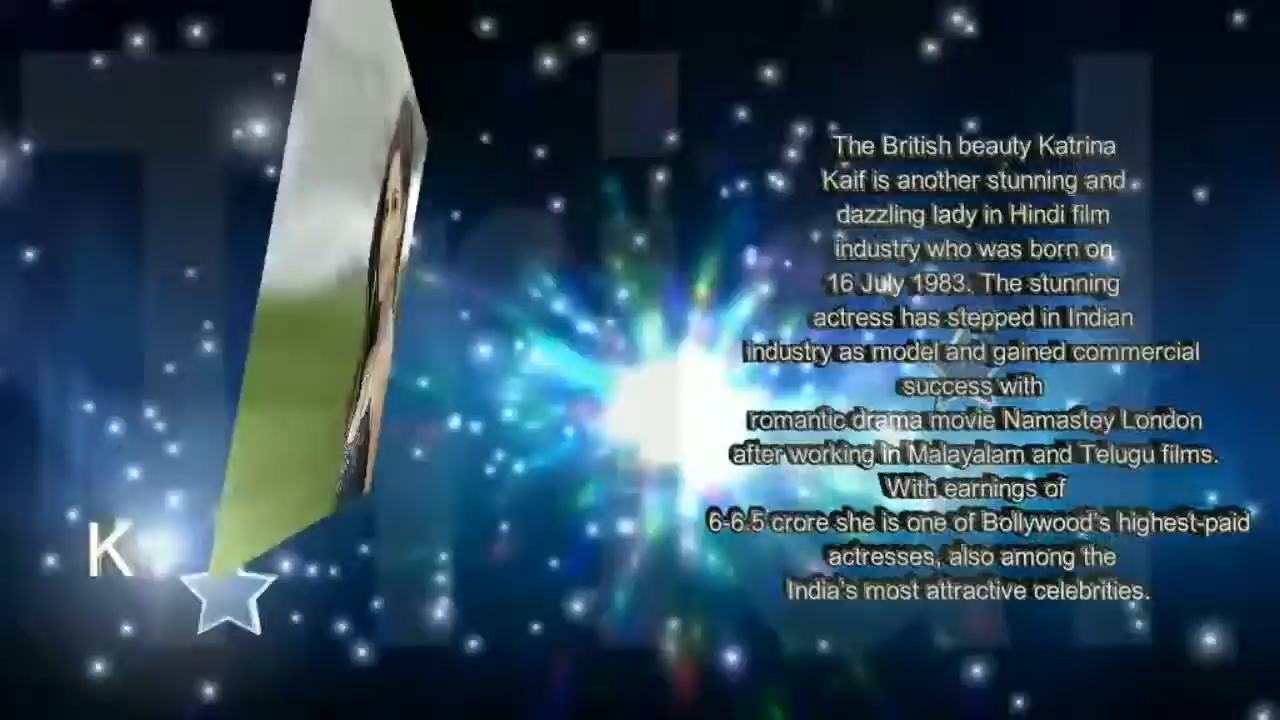 The British beauty Katrina
Kaif is another stunning and
dazzling lady in Hindi film
industry who was born on
16 July 1983. The stunning
actress has stepped in Indian
industry as model and gained commercial
success with
romantic drama movie Namastey London
after working in Malayalam and Telugu films.
With earnings of
6-6.5 crore she is one of Bollywood's highest-paid
actresses, also among the
India's most attractive celebrities.
K